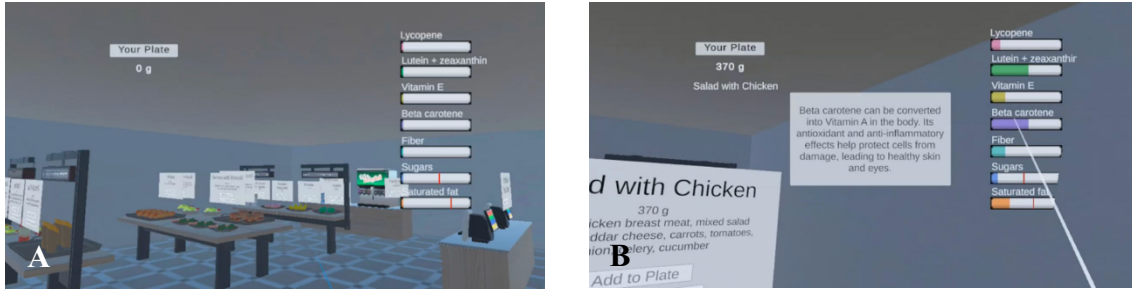 Your Plate
0 g
Lycopene
Lutein + zeaxanthin
Vitamin E
Beta carotene
Fiber
Sugars
Saturated fat
A
Your Plate
370 g
Salad with Chicken
Lycopene
Lutein + zeaxanthir
Vitamin E
Beta carotene
Fiber
Sugars
Saturated fat
Beta carotene can be converted
into Vitamin A in the body. Its
antioxidant and anti-inflammatory
effects help protect cells from
damage, leading to healthy skin
and eyes.
d with Chicken
370 g
icken breast meat, mixed salad
ddar cheese, carrots, tomatoes,
nion, celery, cucumber
Add to Plate
B